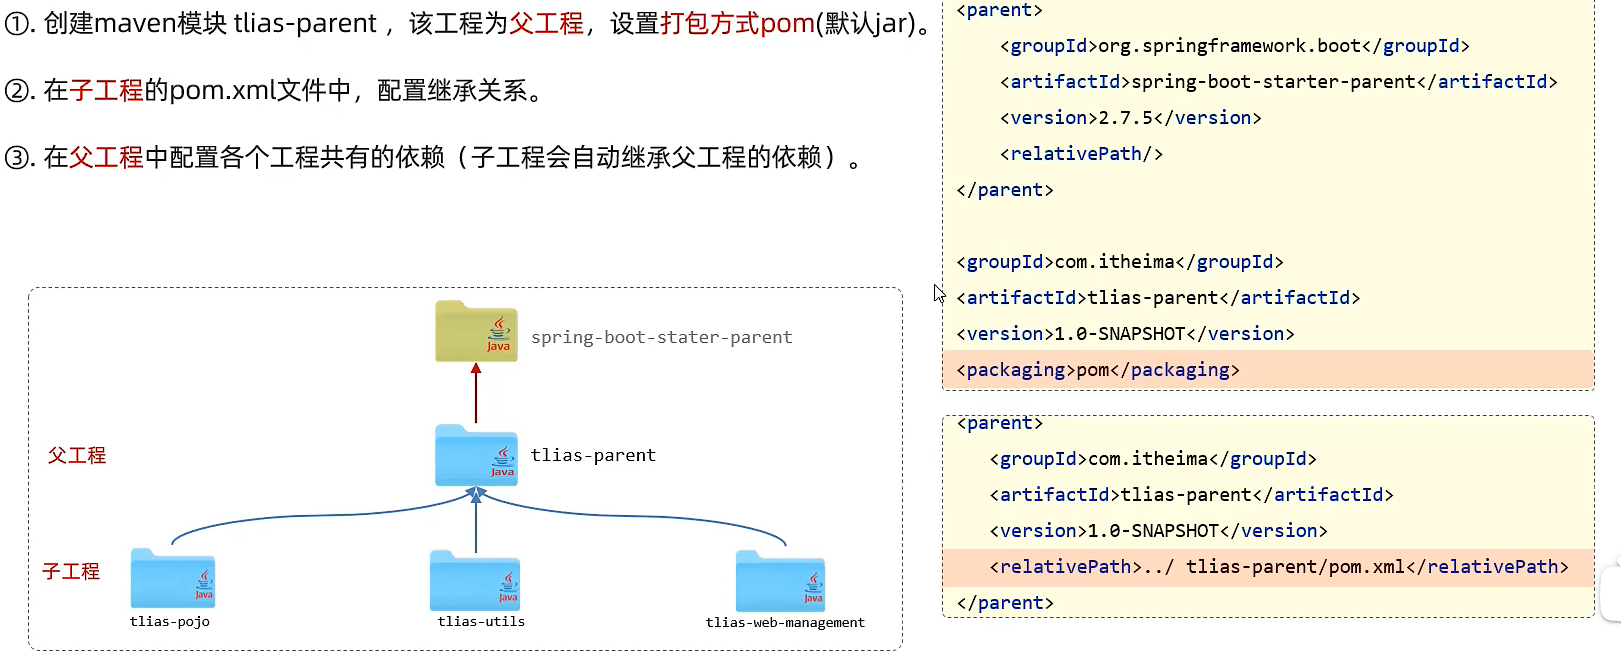 ①. 创建maven模块 tlias-parent ，该工程为父工程，设置打包方式pom(默认jar)。
②. 在子工程的pom.xml文件中，配置继承关系。
③. 在父工程中配置各个工程共有的依赖（子工程会自动继承父工程的依赖）。
spring-boot-stater-parent
Java
父工程
Java
tlias-parent
子工程
Java
Java
Java
tlias-pojo
tlias-utils
tlias-web-management
<parent>
<groupId>org.springframework.boot</groupId>
<artifactId>spring-boot-starter-parent</artifactId>
<version>2.7.5</version>
<relativePath/>
</parent>
<groupId>com.itheima</groupId>
<artifactId>tlias-parent</artifactId>
<version>1.0-SNAPSHOT</version>
<packaging>pom</packaging>
<parent>
<groupId>com.itheima</groupId>
<artifactId>tlias-parent</artifactId>
<version>1.0-SNAPSHOT</version>
<relativePath>../ tlias-parent/pom.xml</relativePath>
</parent>